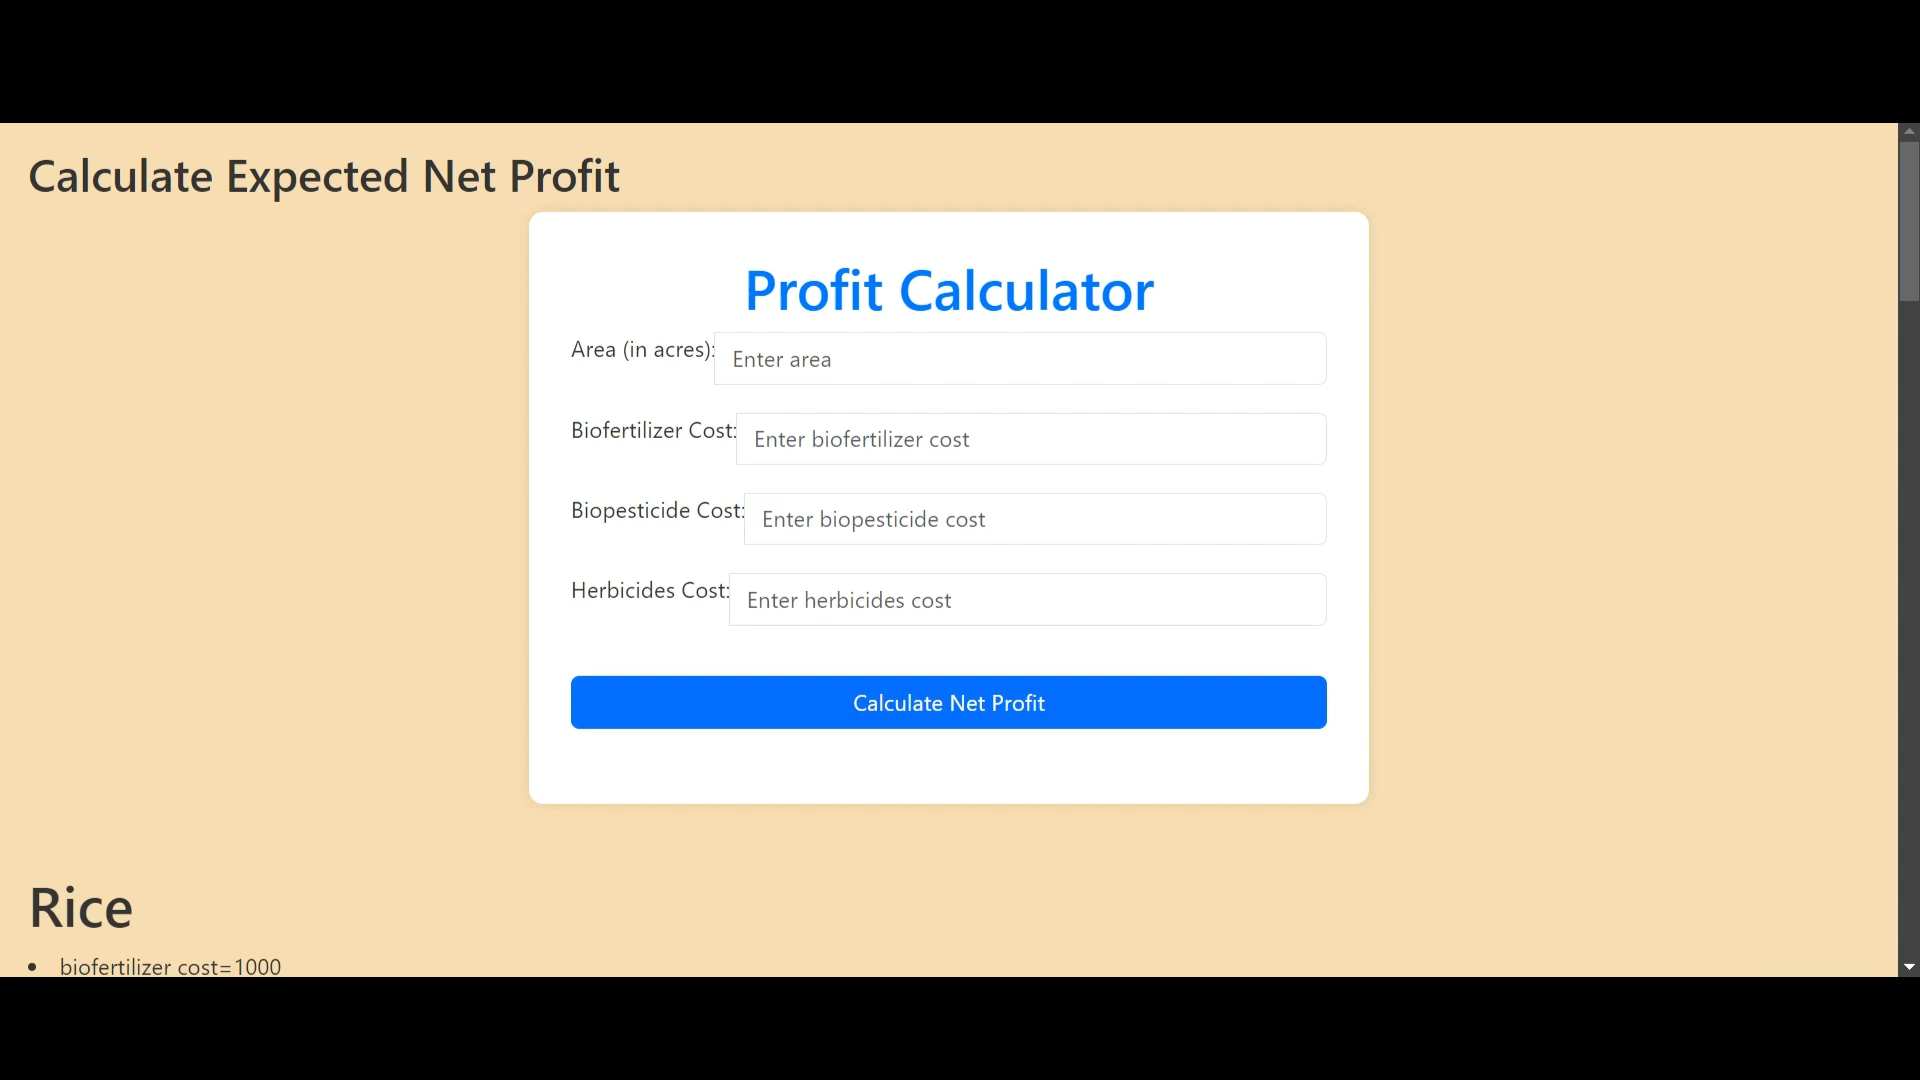 Calculate Expected Net Profit
Profit Calculator
Area (in acres):
Enter area
Biofertilizer Cost:
Enter biofertilizer cost
Biopesticide Cost:
Enter biopesticide cost
Herbicides Cost:
Enter herbicides cost
Calculate Net Profit
Rice
• biofertilizer cost=1000